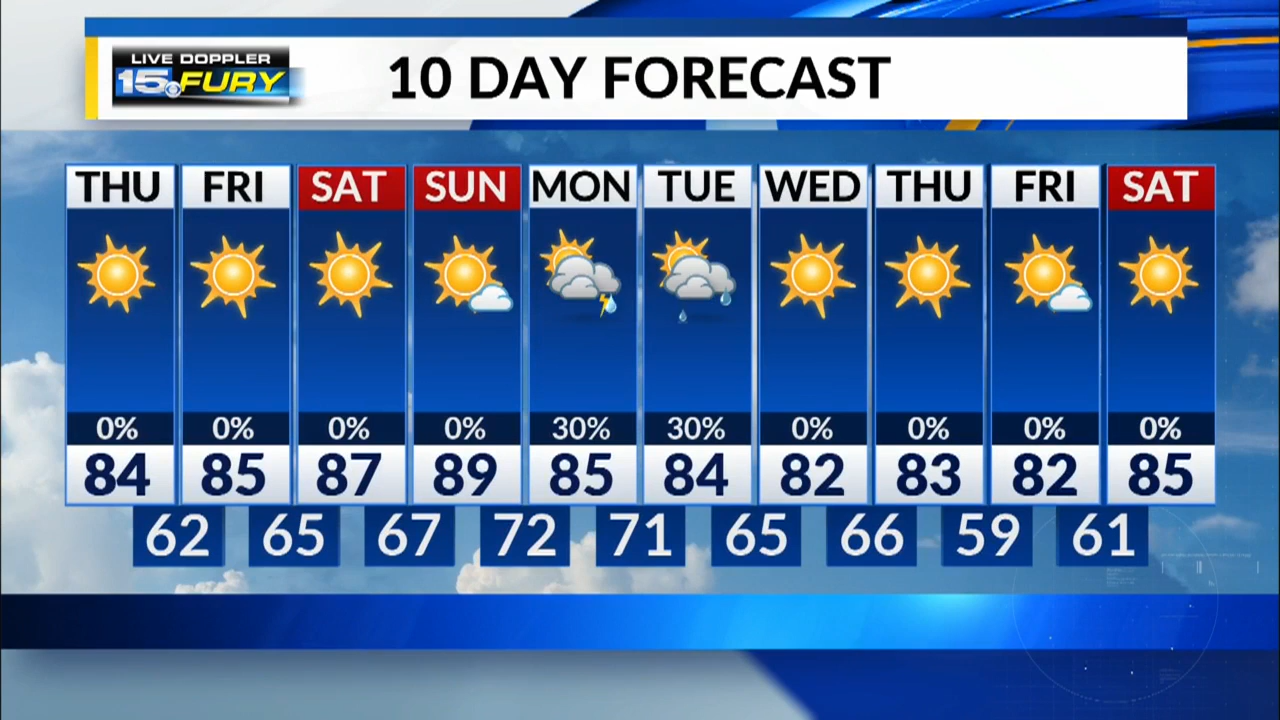 LIVE DOPPLER
15 FURY
10 DAY FORECAST
THU FRI SAT SUN MON TUE WED THU FRI SAT
0% 0% 0% 0% 30% 30% 0% 0% 0% 0%
84 85 87 89 85 84 82 83 82 85
62 65 67 72 71 65 66 59 61